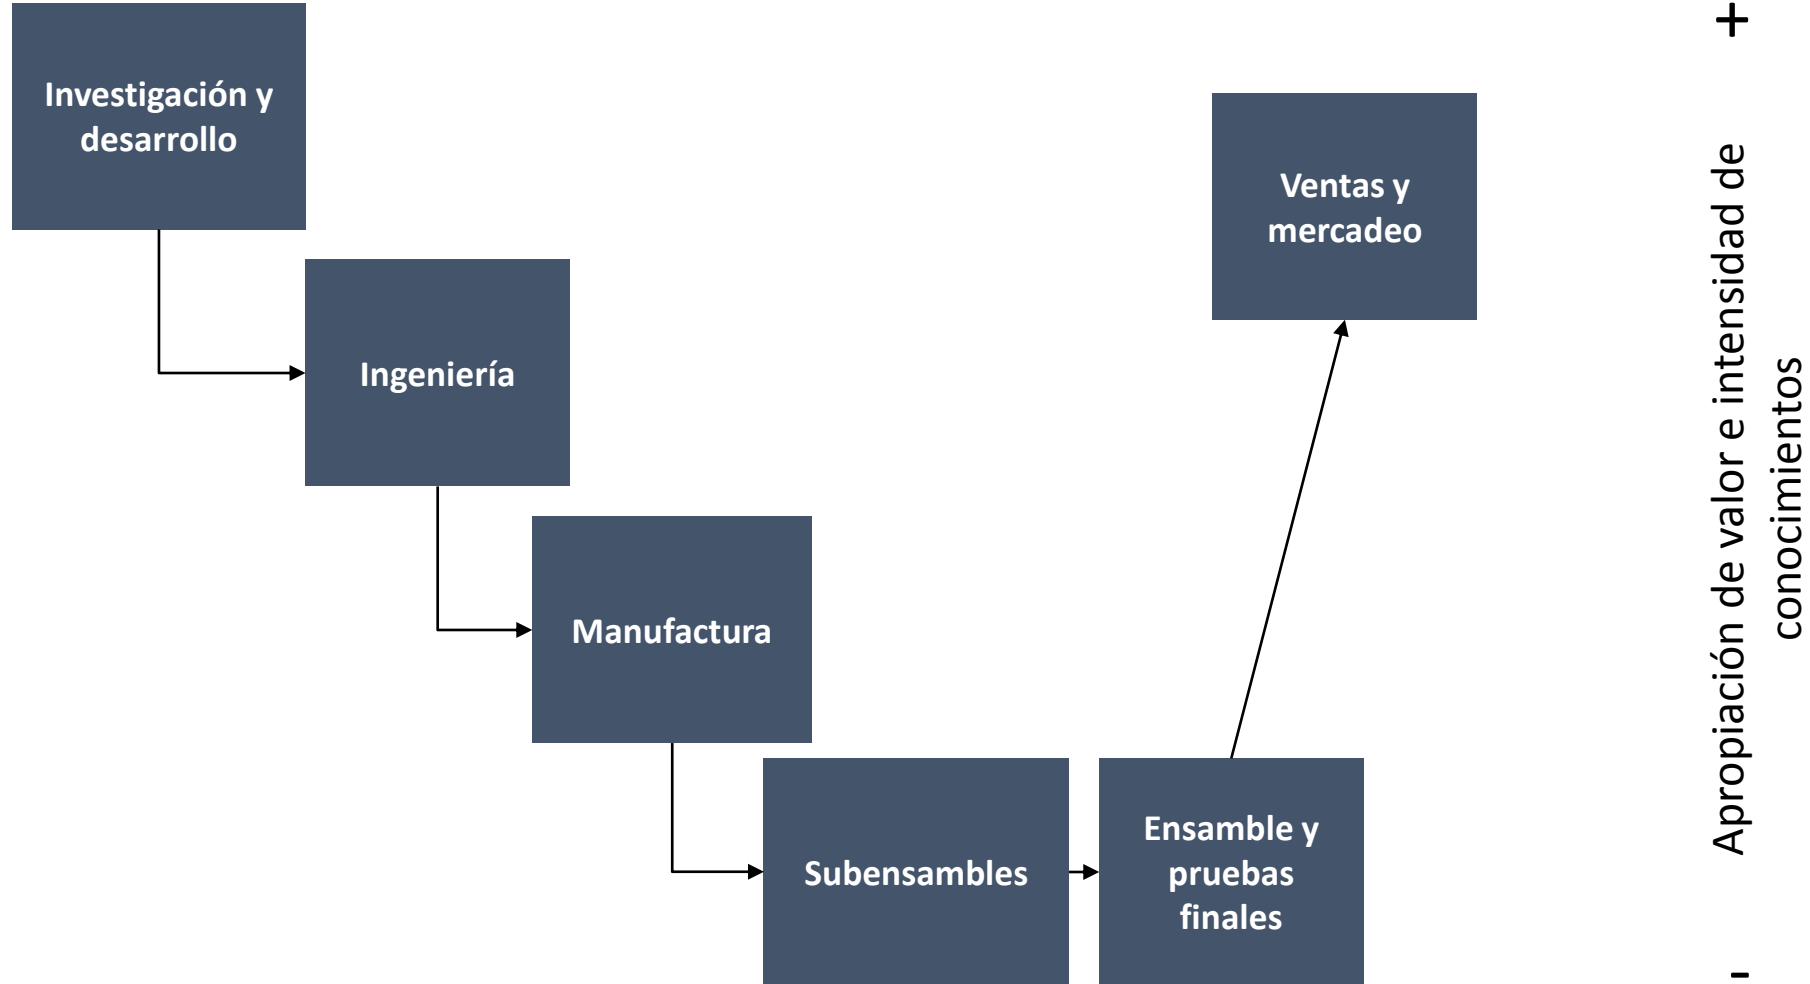 Investigación y
desarrollo
Ingeniería
Manufactura
Subensambles
Ensamble y
pruebas
finales
Ventas y
mercadeo
+
Apropiación de valor e intensidad de
conocimientos
-